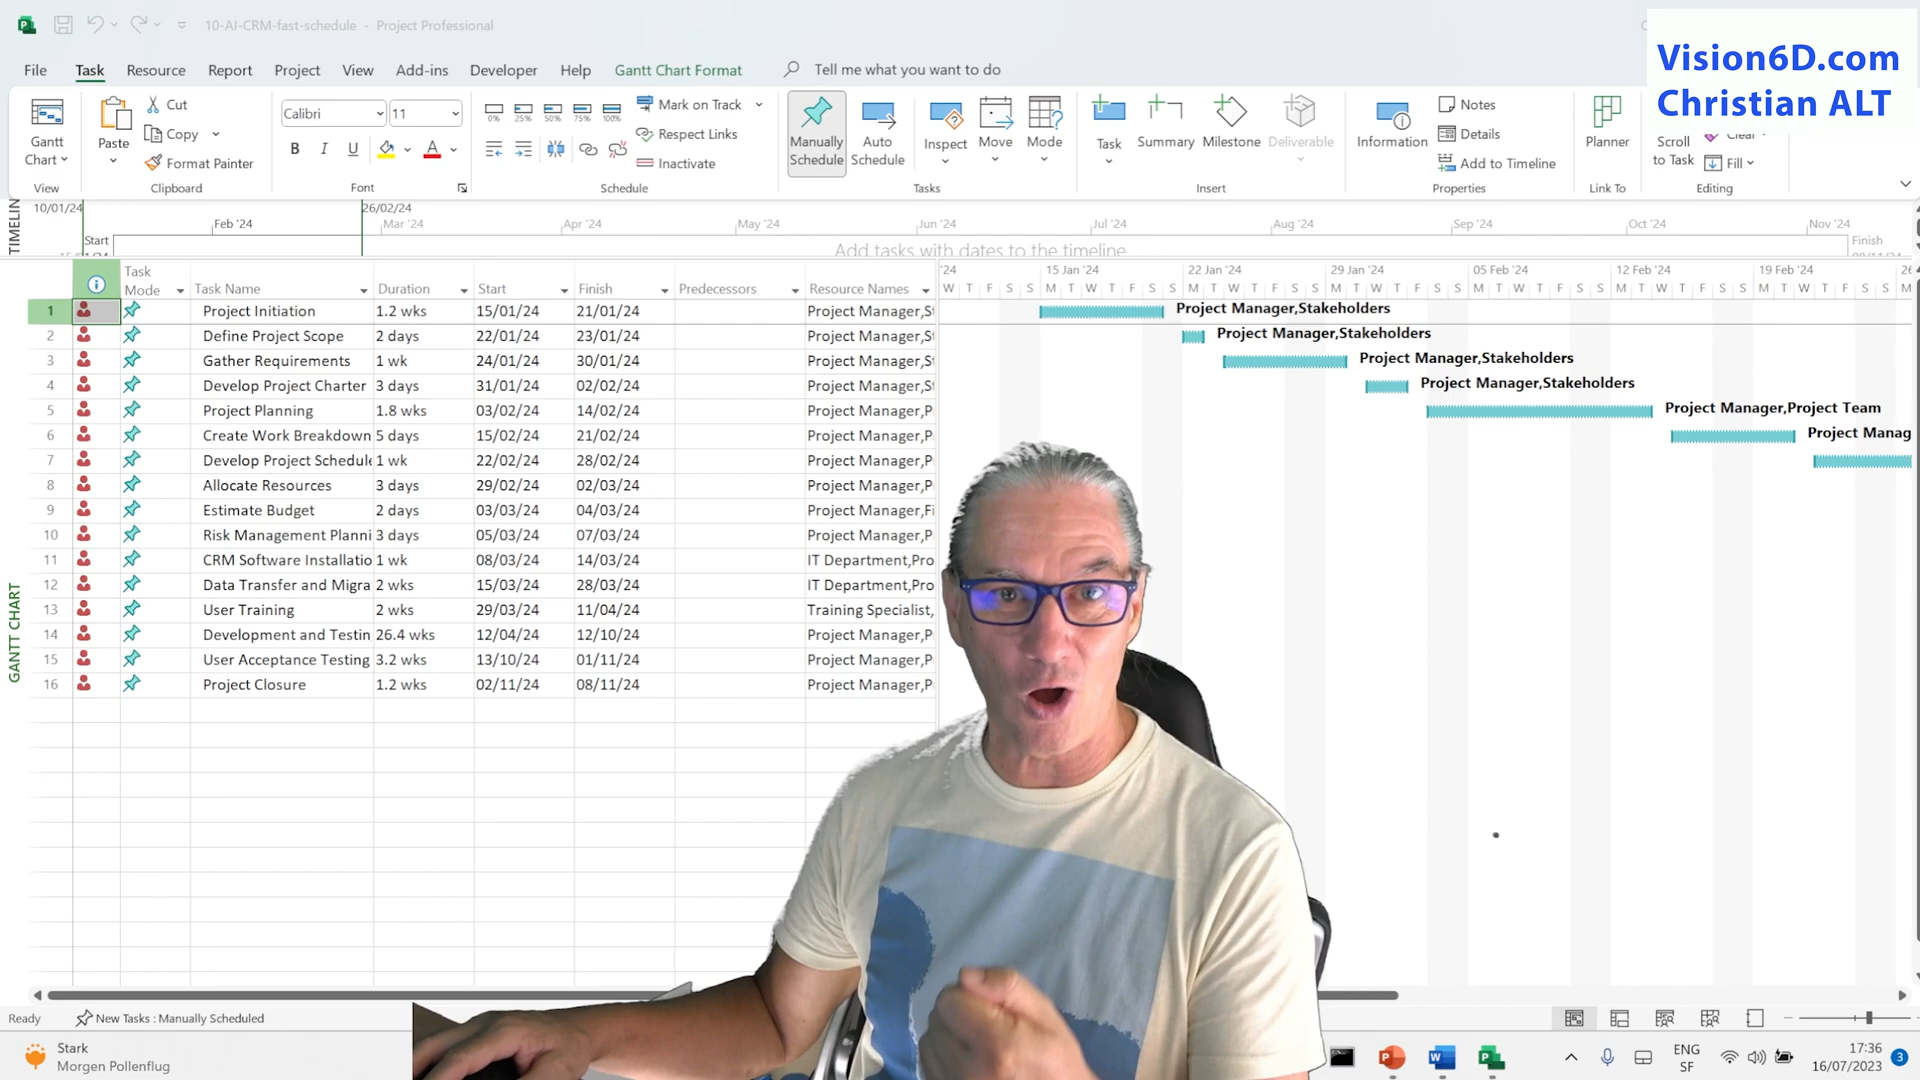 10-AI-CRM-fast-schedule - Project Professional
Vision6D.com
Christian ALT
File Task Resource Report Project View Add-ins Developer Help Gantt Chart Format Tell me what you want to do
Gantt Chart
View
Paste
Cut
Copy
Format Painter
Clipboard
Calibri 11
B I U A
Font
0% 25% 50% 75% 100%
Mark on Track
Respect Links
Inactivate
Schedule
Manually Schedule
Auto Schedule
Inspect
Move
Mode
Tasks
Task
Summary
Milestone
Deliverable
Insert
Information
Notes
Details
Add to Timeline
Properties
Planner
Link To
Scroll to Task
Clear
Fill
Editing
10/01/24 26/02/24
Feb '24 Mar '24 Apr '24 May '24 Jun '24 Jul '24 Aug '24 Sep '24 Oct '24 Nov '24
Start
Add tasks with dates to the timeline
Finish
GANTT CHART
Task Mode Task Name Duration Start Finish Predecessors Resource Names
'24 15 Jan '24 22 Jan '24 29 Jan '24 05 Feb '24 12 Feb '24 19 Feb '24 26
W T F S S M T W T F S S M T W T F S S M T W T F S S M T W T F S S M T W T F S S M T W T F S S M
1 Project Initiation 1.2 wks 15/01/24 21/01/24 Project Manager,St Project Manager,Stakeholders
2 Define Project Scope 2 days 22/01/24 23/01/24 Project Manager,St Project Manager,Stakeholders
3 Gather Requirements 1 wk 24/01/24 30/01/24 Project Manager,St Project Manager,Stakeholders
4 Develop Project Charter 3 days 31/01/24 02/02/24 Project Manager,St Project Manager,Stakeholders
5 Project Planning 1.8 wks 03/02/24 14/02/24 Project Manager,P Project Manager,Project Team
6 Create Work Breakdown 5 days 15/02/24 21/02/24 Project Manager,P Project Manag
7 Develop Project Schedule 1 wk 22/02/24 28/02/24 Project Manager,P
8 Allocate Resources 3 days 29/02/24 02/03/24 Project Manager,P
9 Estimate Budget 2 days 03/03/24 04/03/24 Project Manager,Fi
10 Risk Management Planni 3 days 05/03/24 07/03/24 Project Manager,P
11 CRM Software Installatio 1 wk 08/03/24 14/03/24 IT Department,Pro
12 Data Transfer and Migra 2 wks 15/03/24 28/03/24 IT Department,Pro
13 User Training 2 wks 29/03/24 11/04/24 Training Specialist,
14 Development and Testin 26.4 wks 12/04/24 12/10/24 Project Manager,P
15 User Acceptance Testing 3.2 wks 13/10/24 01/11/24 Project Manager,P
16 Project Closure 1.2 wks 02/11/24 08/11/24 Project Manager,P
Ready New Tasks : Manually Scheduled
Stark
Morgen Pollenflug
ENG
SF
17:36
16/07/2023
3